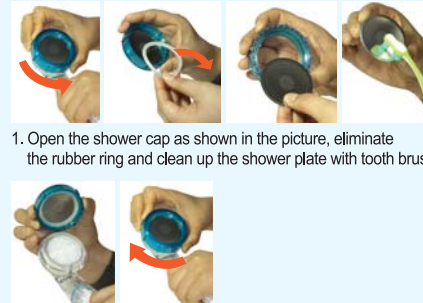 1. Open the shower cap as shown in the picture, eliminate
the rubber ring and clean up the shower plate with tooth